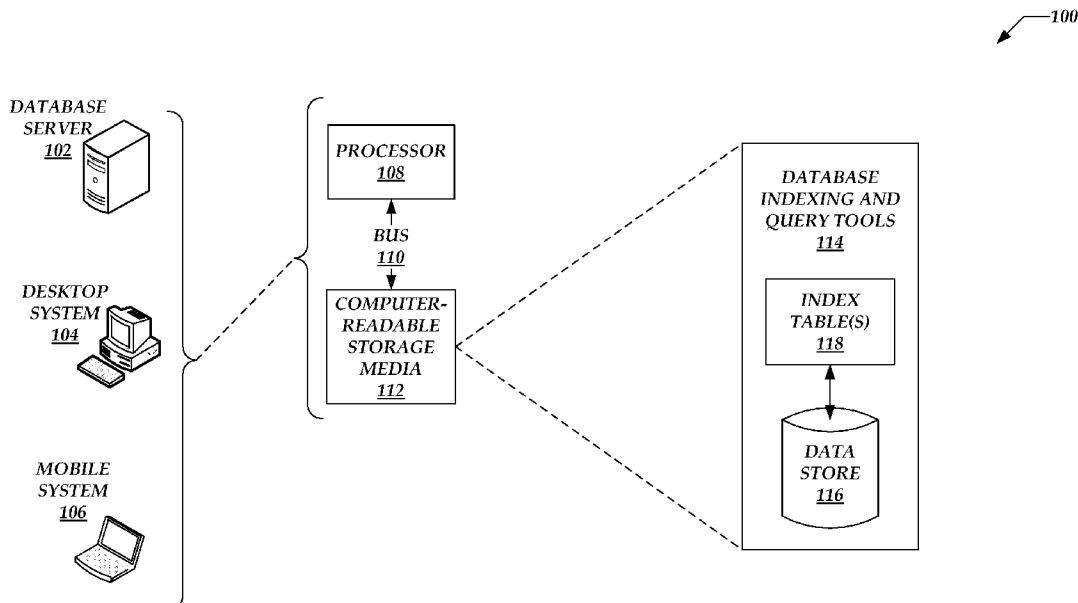 100
DATABASE
SERVER
102
DESKTOP
SYSTEM
104
MOBILE
SYSTEM
106
PROCESSOR
108
BUS
110
COMPUTER-
READABLE
STORAGE
MEDIA
112
DATABASE
INDEXING AND
QUERY TOOLS
114
INDEX
TABLE(S)
118
DATA
STORE
116